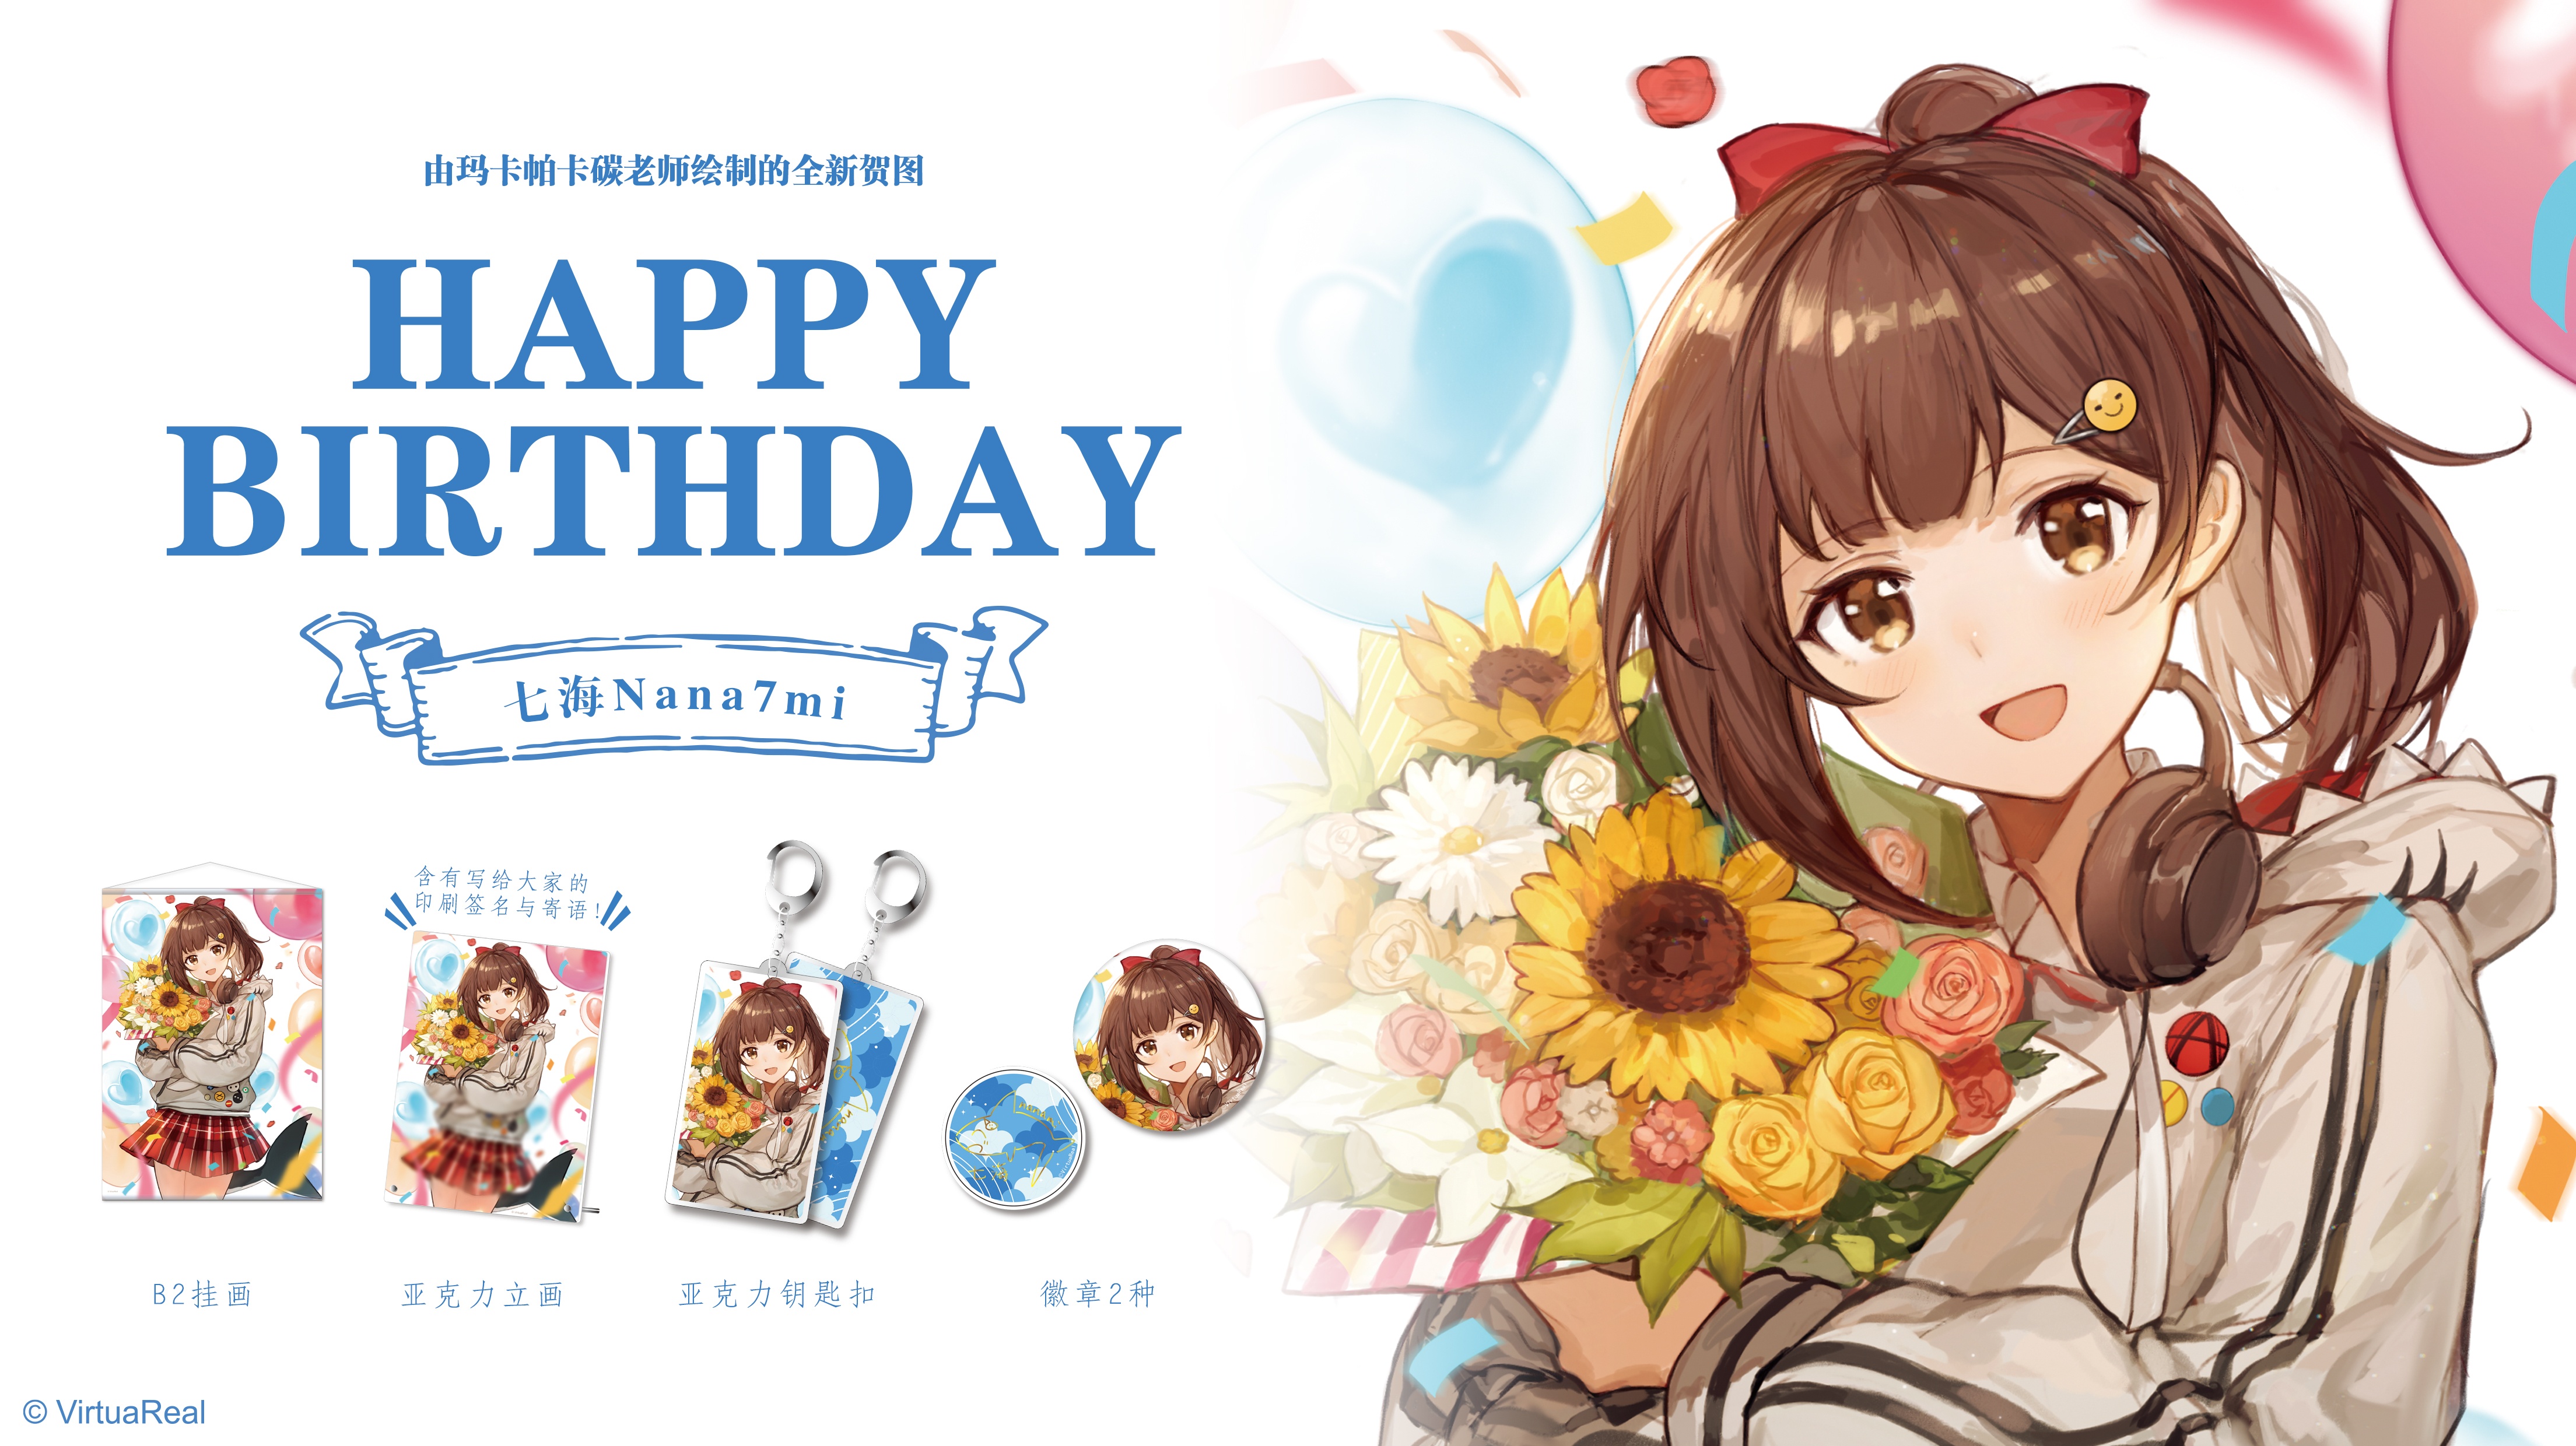 由玛卡帕卡碳老师绘制的全新贺图
HAPPY
BIRTHDAY
七海Nana7mi
含有写给大家的
印刷签名与寄语!
B2挂画
亚克力立画
亚克力钥匙扣
徽章2种
© VirtuaReal